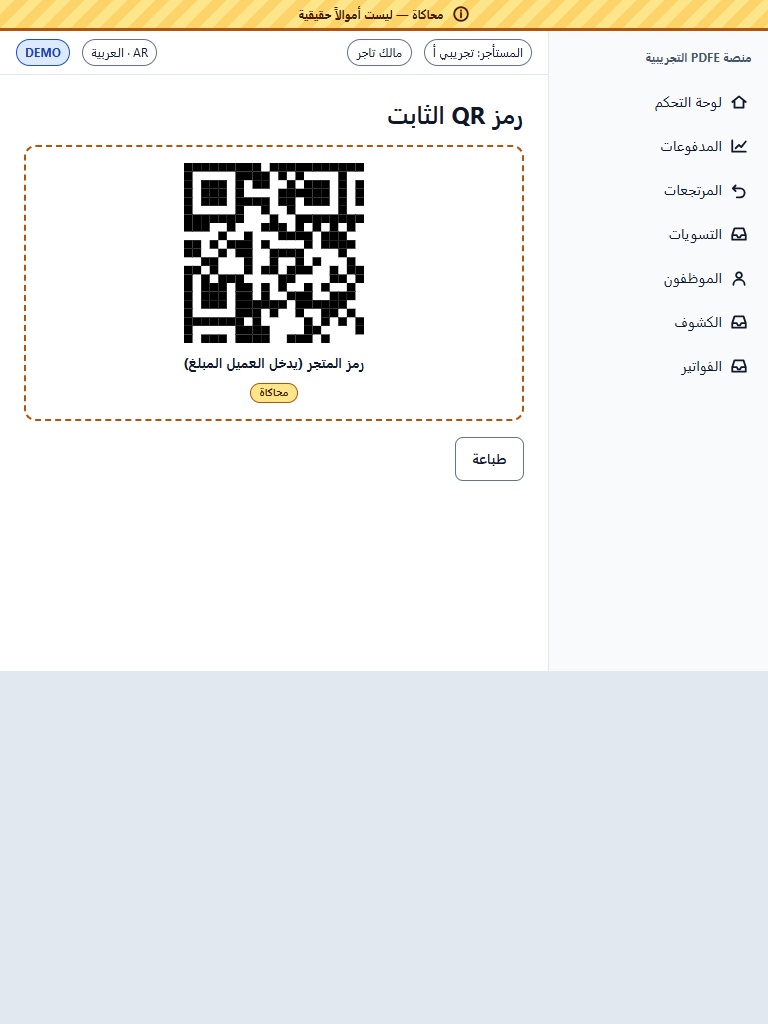 محاكاة — ليست أموالاً حقيقية
منصة PDFE التجريبية
لوحة التحكم
المدفوعات
المرتجعات
التسويات
الموظفون
الكشوف
الفواتير
المستأجر: تجريبي أ
مالك تاجر
AR · العربية
DEMO
رمز QR الثابت
رمز المتجر (يدخل العميل المبلغ)
محاكاة
طباعة